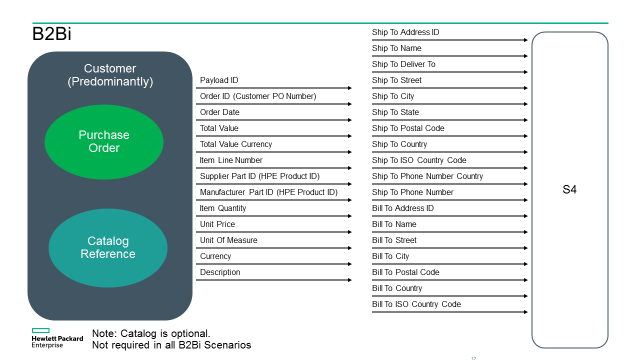 B2Bi
Customer
(Predominantly)
Purchase
Order
Catalog
Reference
Payload ID
Order ID (Customer PO Number)
Order Date
Total Value
Total Value Currency
Item Line Number
Supplier Part ID (HPE Product ID)
Manufacturer Part ID (HPE Product ID)
Item Quantity
Unit Price
Unit Of Measure
Currency
Description
Ship To Address ID
Ship To Name
Ship To Deliver To
Ship To Street
Ship To City
Ship To State
Ship To Postal Code
Ship To Country
Ship To ISO Country Code
Ship To Phone Number Country
Ship To Phone Number
Bill To Address ID
Bill To Name
Bill To Street
Bill To City
Bill To Postal Code
Bill To Country
Bill To ISO Country Code
S4
Hewlett Packard
Enterprise
Note: Catalog is optional.
Not required in all B2Bi Scenarios